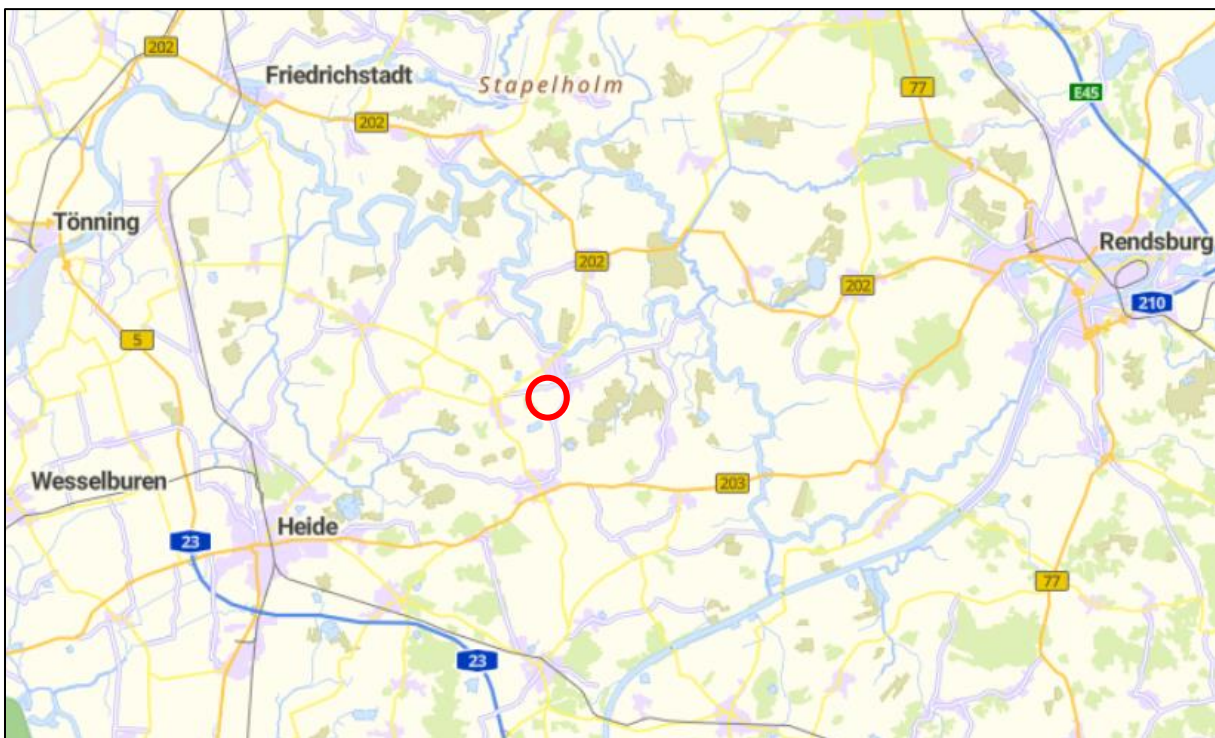 202
Friedrichstadt
Stapelholm
77
E45
202
Tönning
Rendsburg
202
202
210
5
Wesselburen
203
Heide
23
77
23